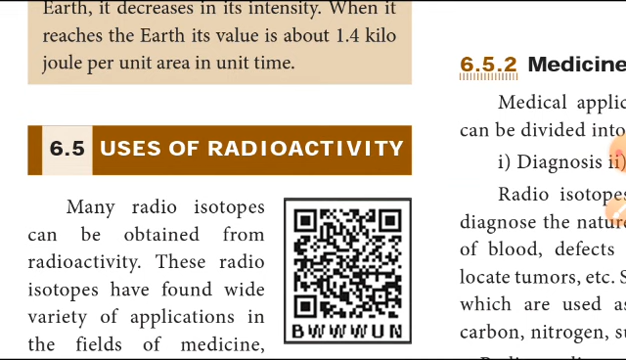 Earth, it decreases in its intensity. When it
reaches the Earth its value is about 1.4 kilo
joule per unit area in unit time.
6.5 USES OF RADIOACTIVITY
Many radio isotopes
can be obtained from
radioactivity. These radio
isotopes have found wide
variety of applications in
the fields of medicine,
BWWWUN
6.5.2 Medicine
Medical applic
can be divided into
i) Diagnosis ii)
Radio isotopes
diagnose the nature
of blood, defects
locate tumors, etc. S
which are used as
carbon, nitrogen, su